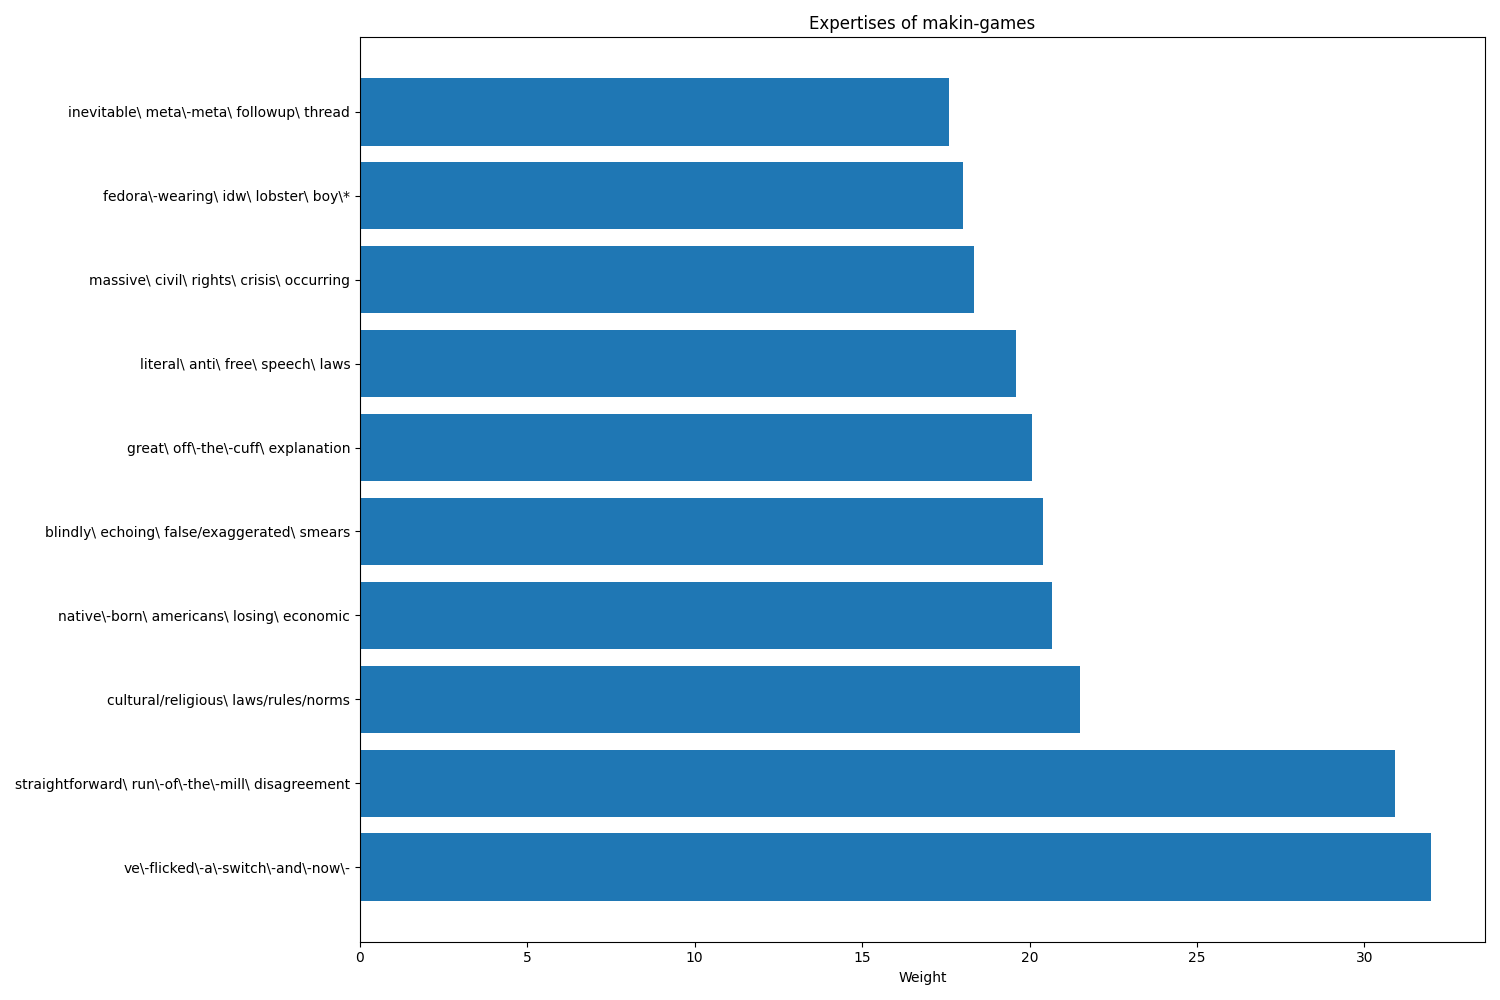 Expertises of makin-games
inevitable\ meta\-meta\ followup\ thread
fedora\-wearing\ idw\ lobster\ boy\*
massive\ civil\ rights\ crisis\ occurring
literal\ anti\ free\ speech\ laws
great\ off\-the\-cuff\ explanation
blindly\ echoing\ false/exaggerated\ smears
native\-born\ americans\ losing\ economic
cultural/religious\ laws/rules/norms
straightforward\ run\-of\-the\-mill\ disagreement
ve\-flicked\-a\-switch\-and\-now\-
0 5 10 15 20 25 30
Weight